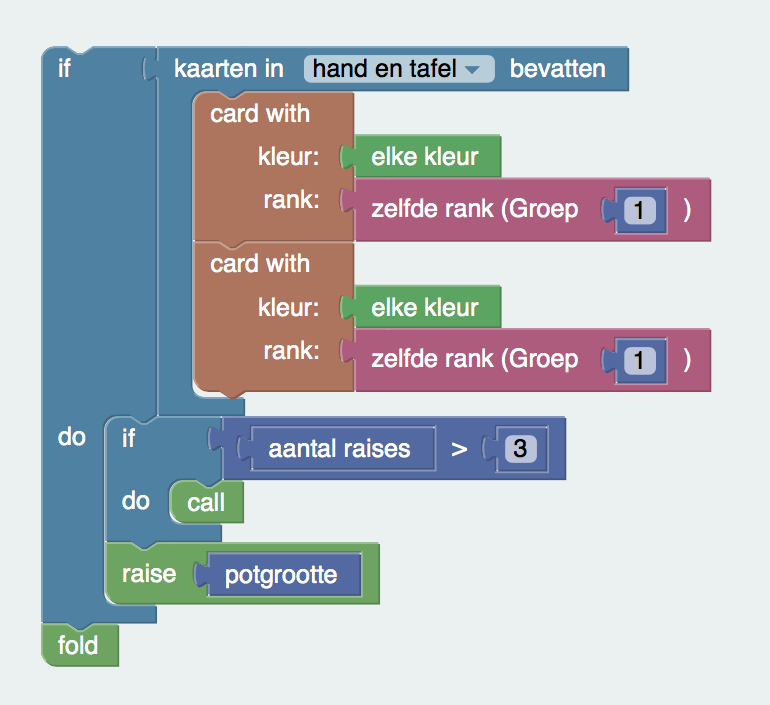 if kaarten in hand en tafel bevatten
card with
kleur: elke kleur
rank: zelfde rank (Groep 1 )
card with
kleur: elke kleur
rank: zelfde rank (Groep 1 )
do if aantal raises > 3
do call
raise potgrootte
fold